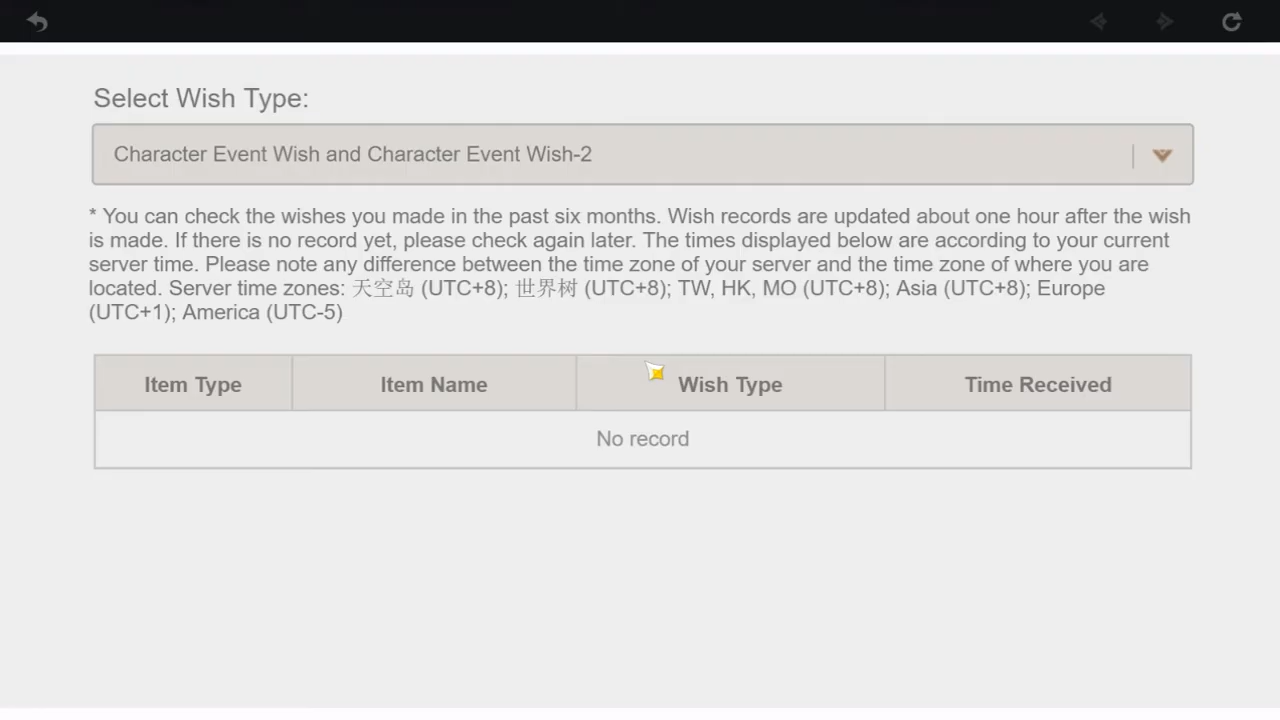 Select Wish Type:
Character Event Wish and Character Event Wish-2
* You can check the wishes you made in the past six months. Wish records are updated about one hour after the wish
is made. If there is no record yet, please check again later. The times displayed below are according to your current
server time. Please note any difference between the time zone of your server and the time zone of where you are
located. Server time zones: 天空岛 (UTC+8); 世界树 (UTC+8); TW, HK, MO (UTC+8); Asia (UTC+8); Europe
(UTC+1); America (UTC-5)
Item Type Item Name Wish Type Time Received
No record